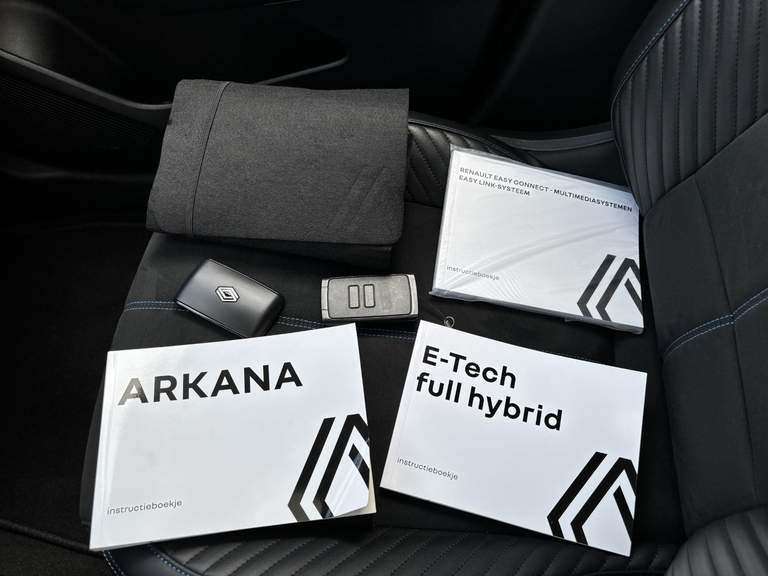 RENAULT EASY CONNECT - MULTIMEDIASYSTEMEN
EASY LINK-SYSTEEM
instructieboekje
ARKANA
instructieboekje
E-Tech
full hybrid
instructieboekje